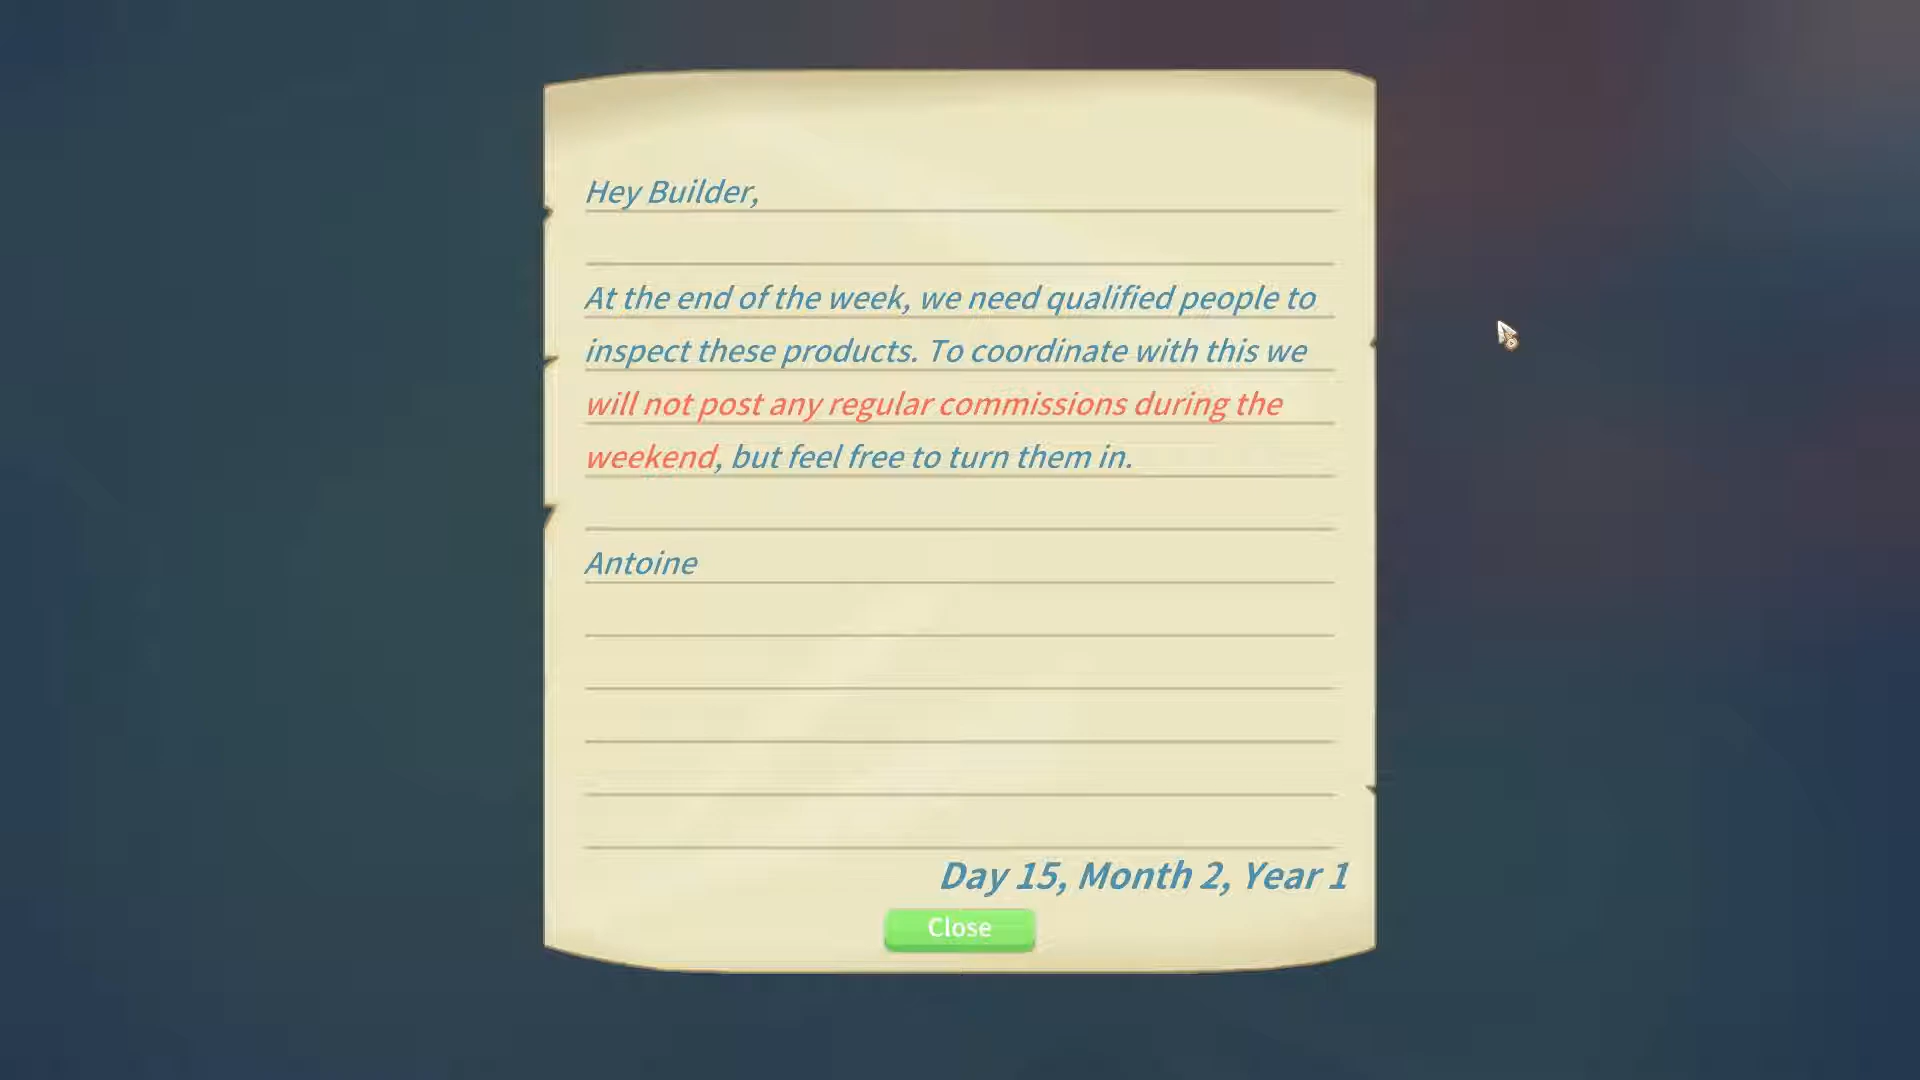 Hey Builder,
At the end of the week, we need qualified people to
inspect these products. To coordinate with this we
will not post any regular commissions during the
weekend, but feel free to turn them in.
Antoine
Day 15, Month 2, Year 1
Close